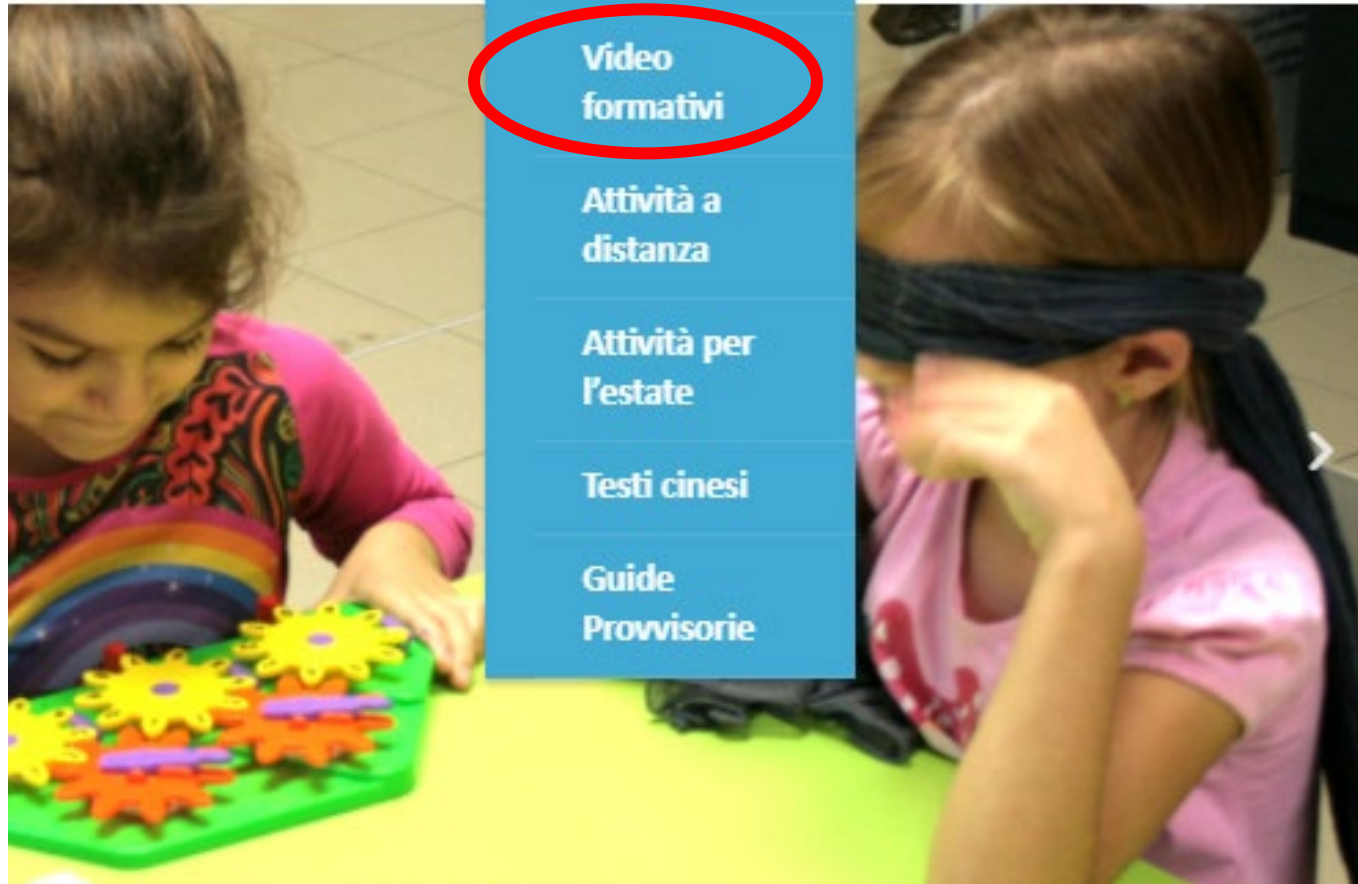 Video
formativi
Attività a
distanza
Attività per
l'estate
Testi cinesi
Guide
Provvisorie